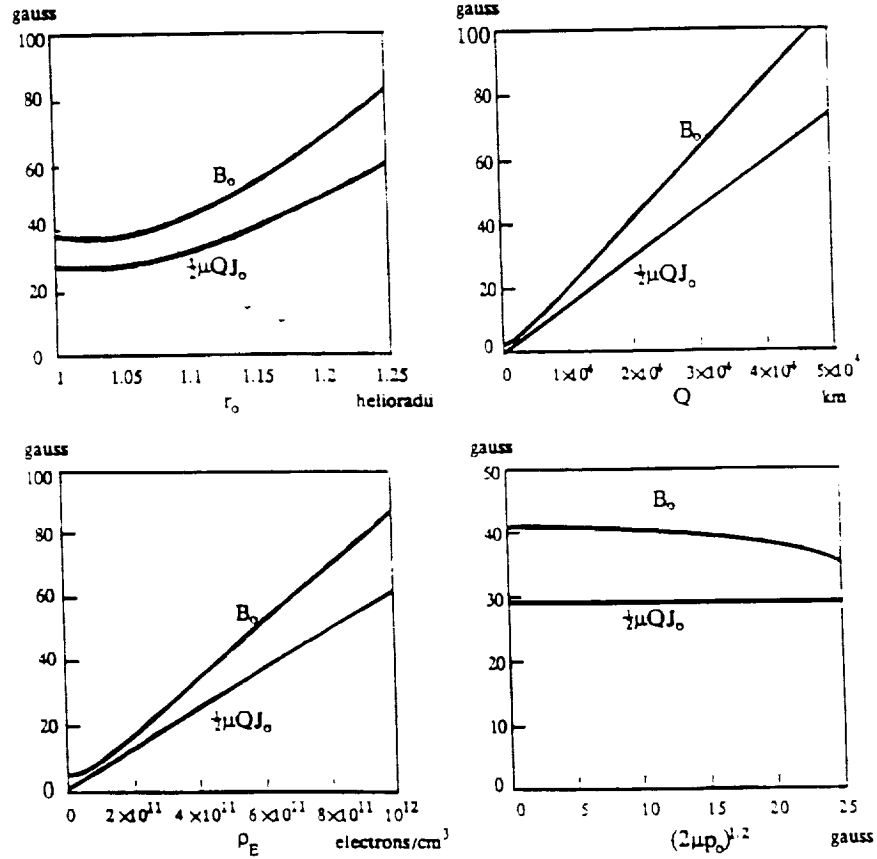 gauss
100
80
60
40
20
0
B₀
½μQJ₀
1 1.05 1.1 1.15 1.2 1.25
r₀ helioradii
gauss
100
80
60
40
20
0
B₀
½μQJ₀
0 1×10⁴ 2×10⁴ 3×10⁴ 4×10⁴ 5×10⁴
Q km
gauss
100
80
60
40
20
0
B₀
½μQJ₀
0 2×10¹¹ 4×10¹¹ 6×10¹¹ 8×10¹¹ 10¹²
ρ_E electrons/cm³
50
40
30
20
10
0
B₀
½μQJ₀
0 5 10 15 20 25
(2μp₀)^1/2 gauss